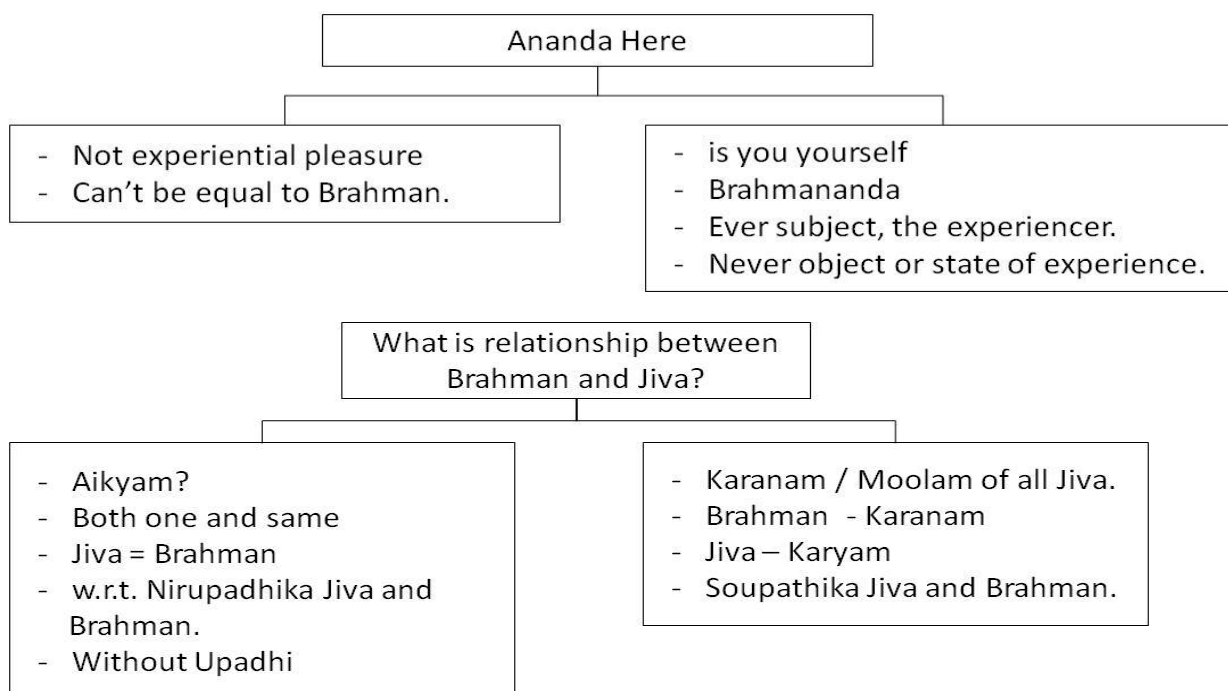 Ananda Here
- Not experiential pleasure
- Can't be equal to Brahman.
- is you yourself
- Brahmananda
- Ever subject, the experiencer.
- Never object or state of experience.
What is relationship between
Brahman and Jiva?
- Aikyam?
- Both one and same
- Jiva = Brahman
- w.r.t. Nirupadhika Jiva and
Brahman.
- Without Upadhi
- Karanam / Moolam of all Jiva.
- Brahman - Karanam
- Jiva – Karyam
- Soupathika Jiva and Brahman.